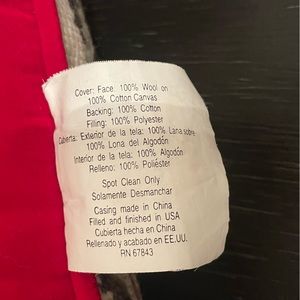 Cover: Face: 100% Wool on
100% Cotton Canvas
Backing: 100% Cotton
Filling: 100% Polyester
Cubierta: Exterior de la tela: 100% Lana sobre
100% Lona del Algodón
Interior de la tela: 100% Algodón
Relleno: 100% Poliéster
Spot Clean Only
Solamente Desmanchar
Casing made in China
Filled and finished in USA
Cubierta hecha en China
Rellenado y acabado en EE.UU.
RN 67843